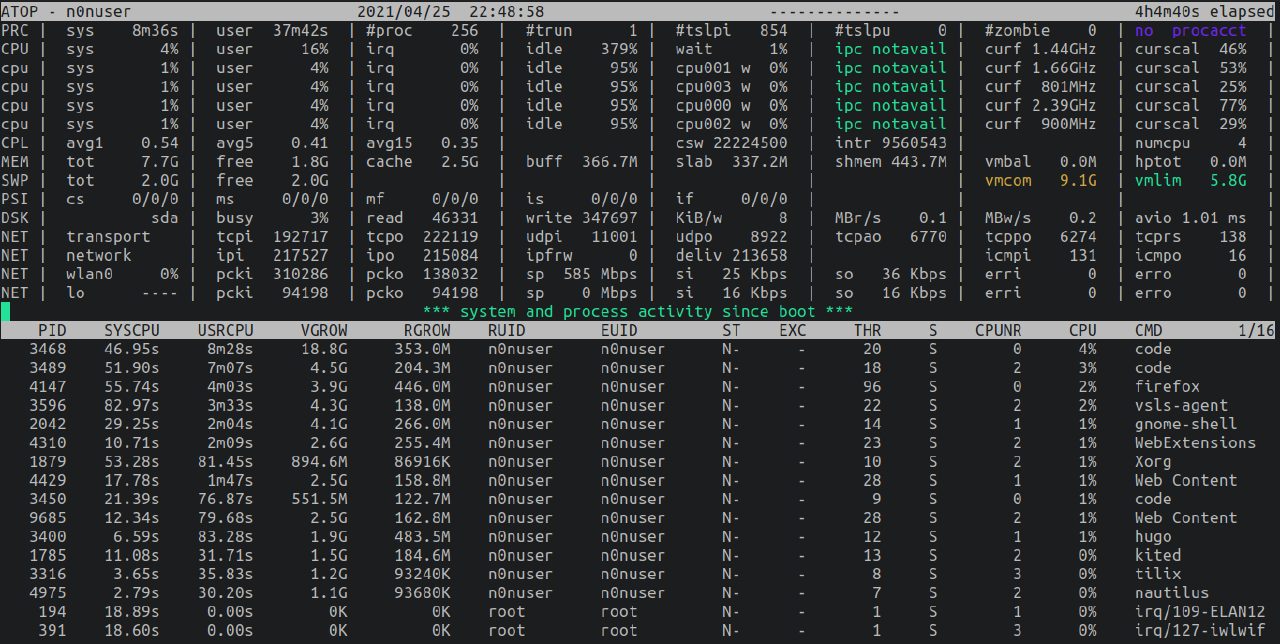 ATOP - n0nuser 2021/04/25 22:48:58 ------------- 4h4m40s elapsed
PRC | sys 8m36s | user 37m42s | #proc 256 | #trun 1 | #tslpi 854 | #tslpu 0 | #zombie 0 | no procacct |
CPU | sys 4% | user 16% | irq 0% | idle 379% | wait 1% | ipc notavail | curf 1.44GHz | curscal 46% |
cpu | sys 1% | user 4% | irq 0% | idle 95% | cpu001 w 0% | ipc notavail | curf 1.66GHz | curscal 53% |
cpu | sys 1% | user 4% | irq 0% | idle 95% | cpu003 w 0% | ipc notavail | curf 801MHz | curscal 25% |
cpu | sys 1% | user 4% | irq 0% | idle 95% | cpu000 w 0% | ipc notavail | curf 2.39GHz | curscal 77% |
cpu | sys 1% | user 4% | irq 0% | idle 95% | cpu002 w 0% | ipc notavail | curf 900MHz | curscal 29% |
CPL | avg1 0.54 | avg5 0.41 | avg15 0.35 | | csw 22224500 | intr 9560543 | | numcpu 4 |
MEM | tot 7.7G | free 1.8G | cache 2.5G | buff 366.7M | slab 337.2M | shmem 443.7M | vmbal 0.0M | hptot 0.0M |
SWP | tot 2.0G | free 2.0G | | | | | vmcom 9.1G | vmlim 5.8G |
PSI | cs 0/0/0 | ms 0/0/0 | mf 0/0/0 | is 0/0/0 | if 0/0/0 | | | |
DSK | sda | busy 3% | read 46331 | write 347697 | KiB/w 8 | MBr/s 0.1 | MBw/s 0.2 | avio 1.01 ms |
NET | transport | tcpi 192717 | tcpo 222119 | udpi 11001 | udpo 8922 | tcpao 6770 | tcppo 6274 | tcprs 138 |
NET | network | ipi 217527 | ipo 215084 | ipfrw 0 | deliv 213658 | | icmpi 131 | icmpo 16 |
NET | wlan0 0% | pcki 310286 | pcko 138032 | sp 585 Mbps | si 25 Kbps | so 36 Kbps | erri 0 | erro 0 |
NET | lo ---- | pcki 94198 | pcko 94198 | sp 0 Mbps | si 16 Kbps | so 16 Kbps | erri 0 | erro 0 |
*** system and process activity since boot ***
PID SYSCPU USRCPU VGROW RGROW RUID EUID ST EXC THR S CPUNR CPU CMD 1/16
3468 46.95s 8m28s 18.8G 353.0M n0nuser n0nuser N- - 20 S 0 4% code
3489 51.90s 7m07s 4.5G 204.3M n0nuser n0nuser N- - 18 S 2 3% code
4147 55.74s 4m03s 3.9G 446.0M n0nuser n0nuser N- - 96 S 0 2% firefox
3596 82.97s 3m33s 4.3G 138.0M n0nuser n0nuser N- - 22 S 2 2% vsls-agent
2042 29.25s 2m04s 4.1G 266.0M n0nuser n0nuser N- - 14 S 1 1% gnome-shell
4310 10.71s 2m09s 2.6G 255.4M n0nuser n0nuser N- - 23 S 2 1% WebExtensions
1879 53.28s 81.45s 894.6M 86916K n0nuser n0nuser N- - 10 S 2 1% Xorg
4429 17.78s 1m47s 2.5G 158.8M n0nuser n0nuser N- - 28 S 1 1% Web Content
3450 21.39s 76.87s 551.5M 122.7M n0nuser n0nuser N- - 9 S 0 1% code
9685 12.34s 79.68s 2.5G 162.8M n0nuser n0nuser N- - 28 S 2 1% Web Content
3400 6.59s 83.28s 1.9G 483.5M n0nuser n0nuser N- - 12 S 1 1% hugo
1785 11.08s 31.71s 1.5G 184.6M n0nuser n0nuser N- - 13 S 2 0% kited
3316 3.65s 35.83s 1.2G 93240K n0nuser n0nuser N- - 8 S 3 0% tilix
4975 2.79s 30.20s 1.1G 93680K n0nuser n0nuser N- - 7 S 2 0% nautilus
194 18.89s 0.00s 0K 0K root root N- - 1 S 1 0% irq/109-ELAN12
391 18.60s 0.00s 0K 0K root root N- - 1 S 3 0% irq/127-iwlwif